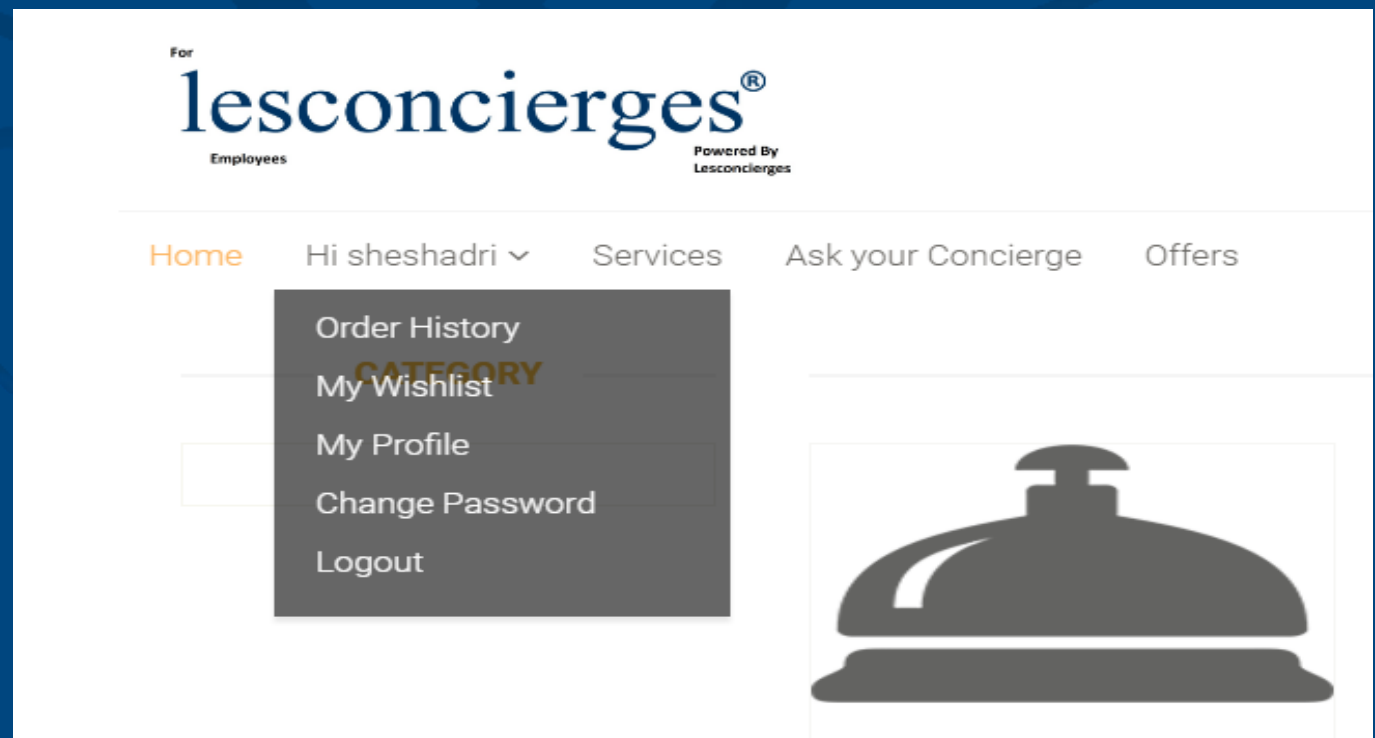 For
lesconcierges®
Employees
Powered By
Lesconcierges
Home Hi sheshadri Services Ask your Concierge Offers
Order History
CATEGORY
My Wishlist
My Profile
Change Password
Logout